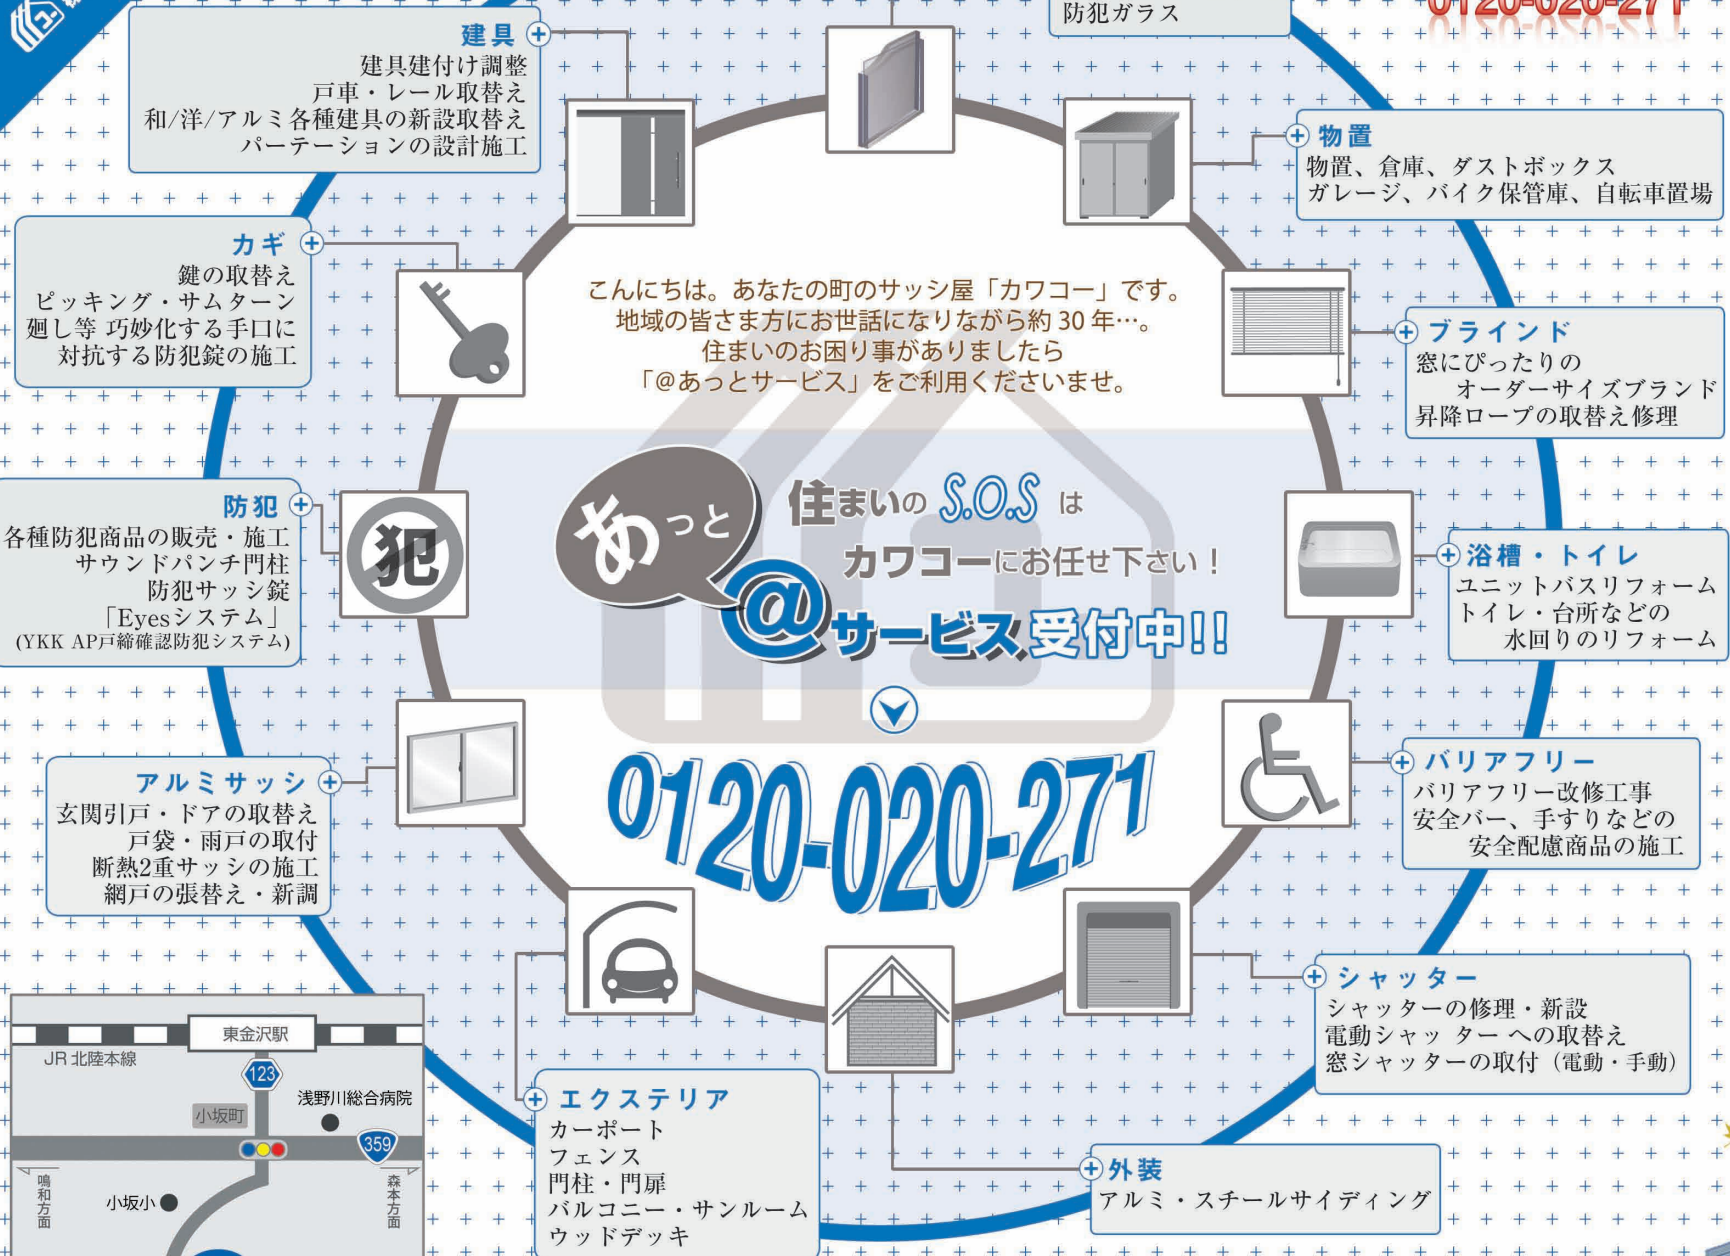 防犯ガラス
0120-020-271
建具
建具建付け調整
戸車・レール取替え
和/洋/アルミ各種建具の新設取替え
パーテーションの設計施工
物置
物置、倉庫、ダストボックス
ガレージ、バイク保管庫、自転車置場
カギ
鍵の取替え
ピッキング・サムターン
廻し等 巧妙化する手口に
対抗する防犯錠の施工
こんにちは。あなたの町のサッシ屋「カワコー」です。
地域の皆さま方にお世話になりながら約 30 年…。
住まいのお困り事がありましたら
「@あっとサービス」をご利用くださいませ。
ブラインド
窓にぴったりの
オーダーサイズブランド
昇降ロープの取替え修理
防犯
各種防犯商品の販売・施工
サウンドパンチ門柱
防犯サッシ錠
「Eyesシステム」
(YKK AP戸締確認防犯システム)
犯
あっと
住まいの S.O.S は
カワコーにお任せ下さい!
@サービス受付中!!
0120-020-271
浴槽・トイレ
ユニットバスリフォーム
トイレ・台所などの
水回りのリフォーム
アルミサッシ
玄関引戸・ドアの取替え
戸袋・雨戸の取付
断熱2重サッシの施工
網戸の張替え・新調
バリアフリー
バリアフリー改修工事
安全バー、手すりなどの
安全配慮商品の施工
シャッター
シャッターの修理・新設
電動シャッ ター への取替え
窓シャッターの取付(電動・手動)
エクステリア
カーポート
フェンス
門柱・門扉
バルコニー・サンルーム
ウッドデッキ
外装
アルミ・スチールサイディング
東金沢駅
JR 北陸本線
123
浅野川総合病院
小坂町
359
鳴和方面
森本方面
小坂小